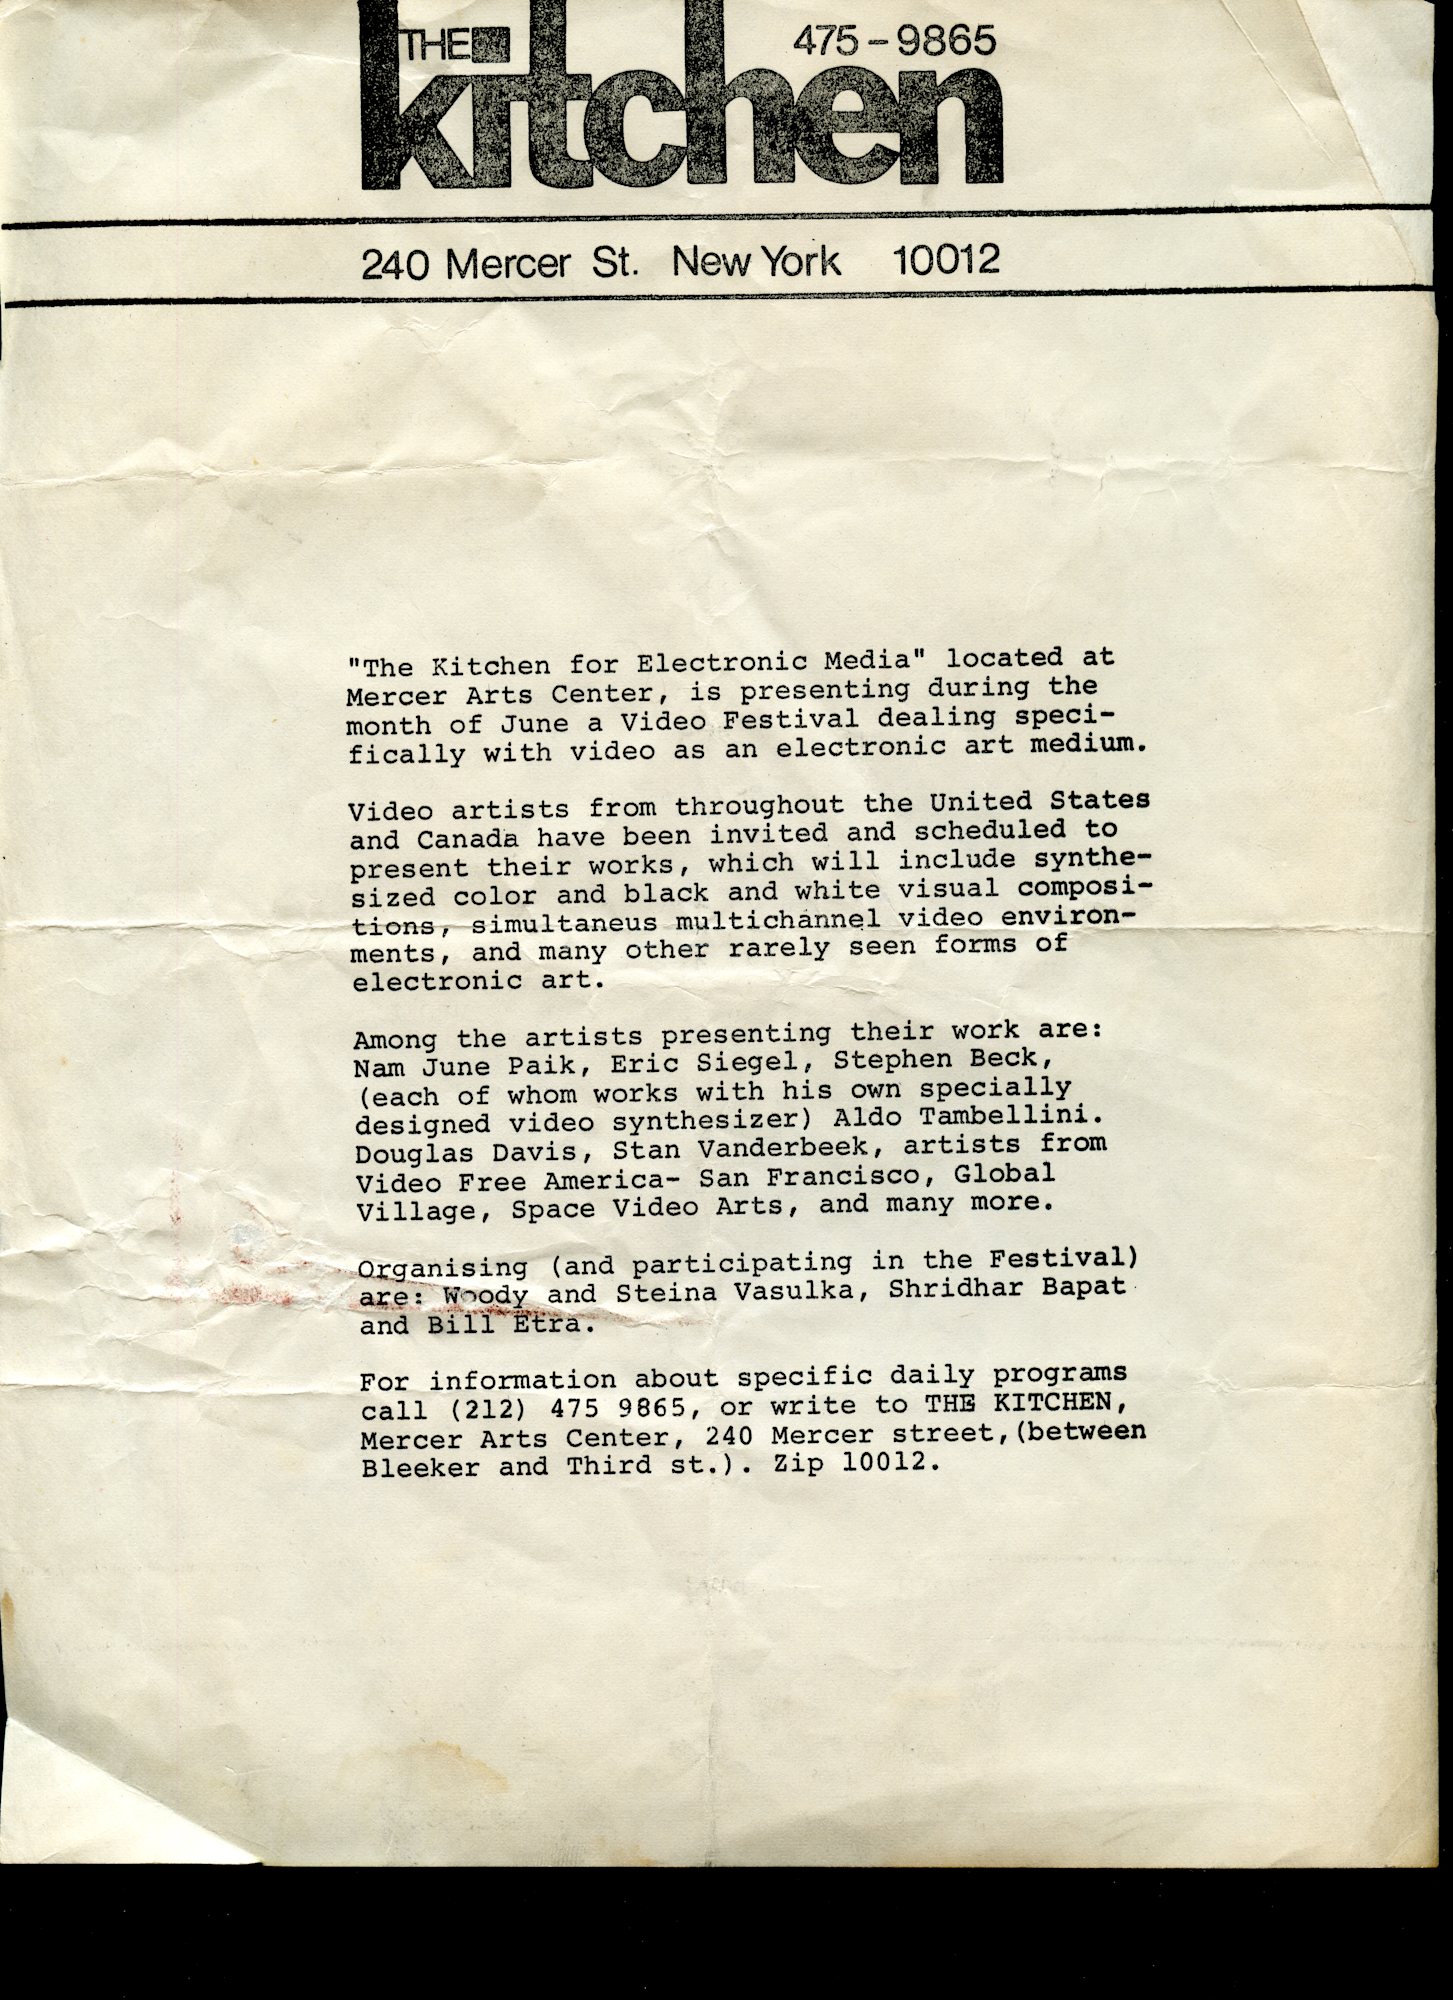 THE 475-9865
kitchen
240 Mercer St. New York 10012
"The Kitchen for Electronic Media" located at
Mercer Arts Center, is presenting during the
month of June a Video Festival dealing speci-
fically with video as an electronic art medium.
Video artists from throughout the United States
and Canada have been invited and scheduled to
present their works, which will include synthe-
sized color and black and white visual composi-
tions, simultaneus multichannel video environ-
ments, and many other rarely seen forms of
electronic art.
Among the artists presenting their work are:
Nam June Paik, Eric Siegel, Stephen Beck,
(each of whom works with his own specially
designed video synthesizer) Aldo Tambellini.
Douglas Davis, Stan Vanderbeek, artists from
Video Free America- San Francisco, Global
Village, Space Video Arts, and many more.
Organising (and participating in the Festival)
are: Woody and Steina Vasulka, Shridhar Bapat
and Bill Etra.
For information about specific daily programs
call (212) 475 9865, or write to THE KITCHEN,
Mercer Arts Center, 240 Mercer street,(between
Bleeker and Third st.). Zip 10012.